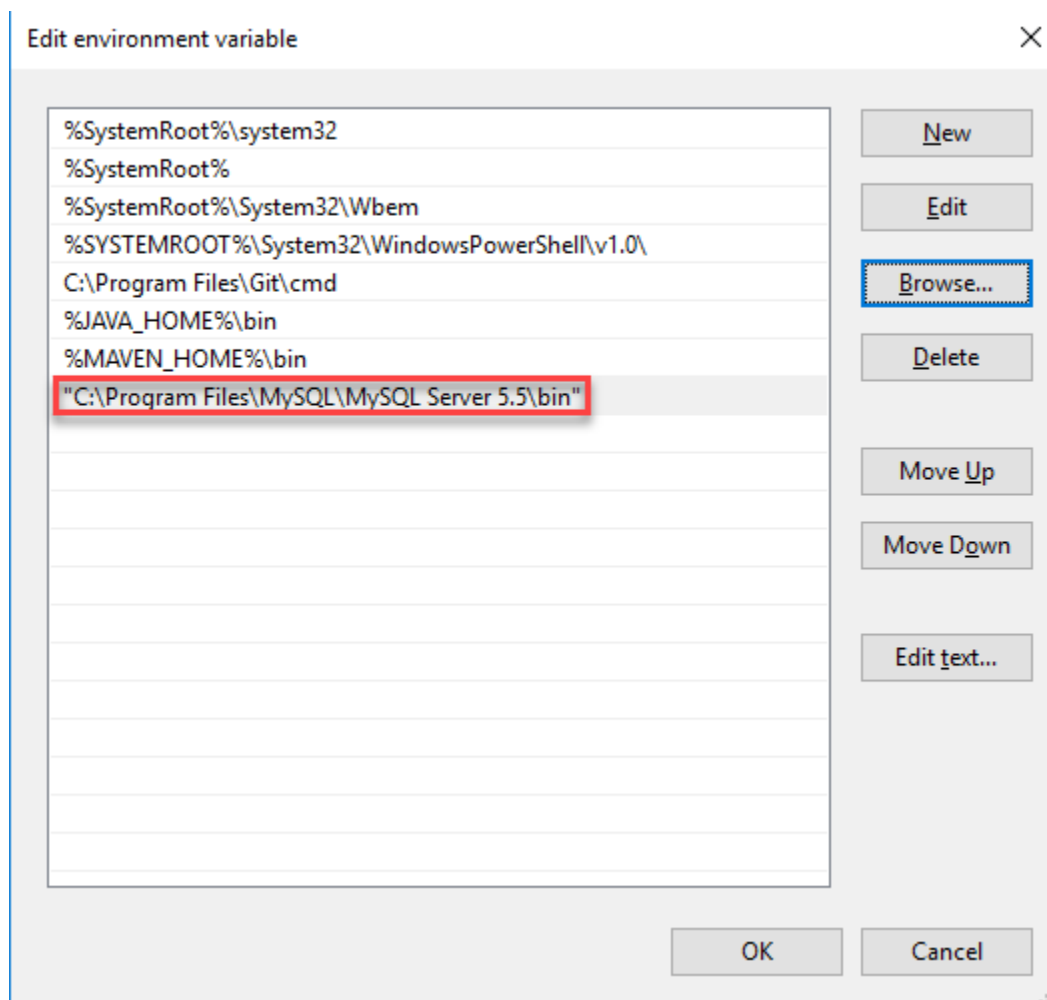 Edit environment variable
%SystemRoot%\system32
%SystemRoot%
%SystemRoot%\System32\Wbem
%SYSTEMROOT%\System32\WindowsPowerShell\v1.0\
C:\Program Files\Git\cmd
%JAVA_HOME%\bin
%MAVEN_HOME%\bin
"C:\Program Files\MySQL\MySQL Server 5.5\bin"
New
Edit
Browse...
Delete
Move Up
Move Down
Edit text...
OK
Cancel